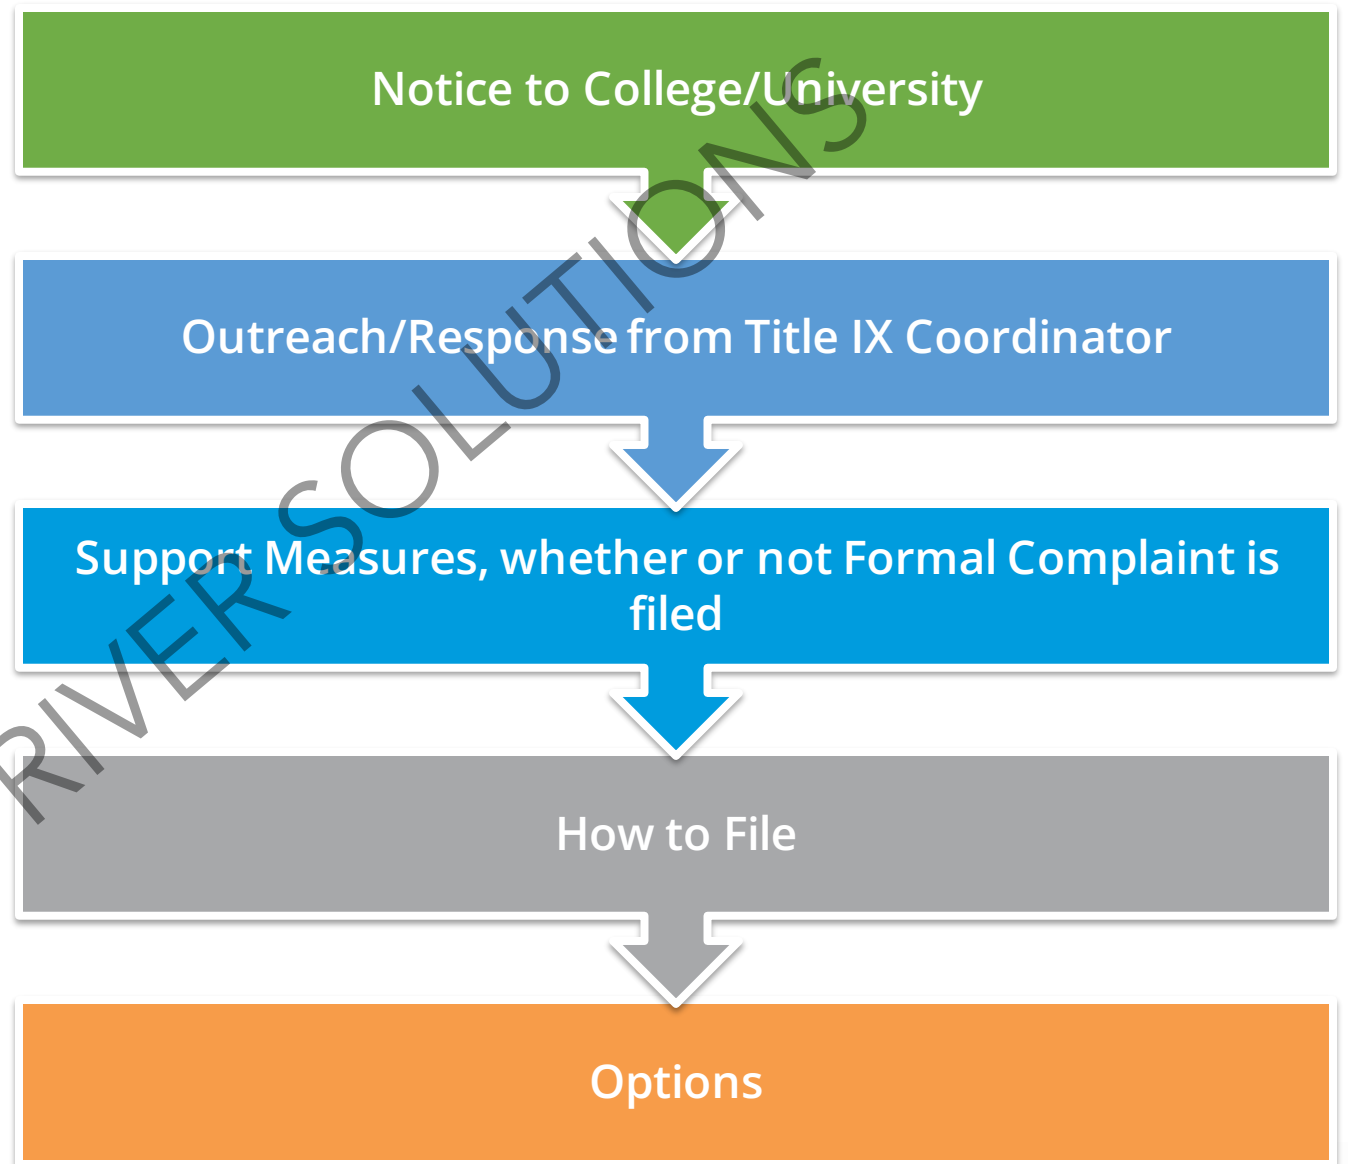 Notice to College/University
Outreach/Response from Title IX Coordinator
Support Measures, whether or not Formal Complaint is
filed
How to File
Options
RIVER SOLUTIONS